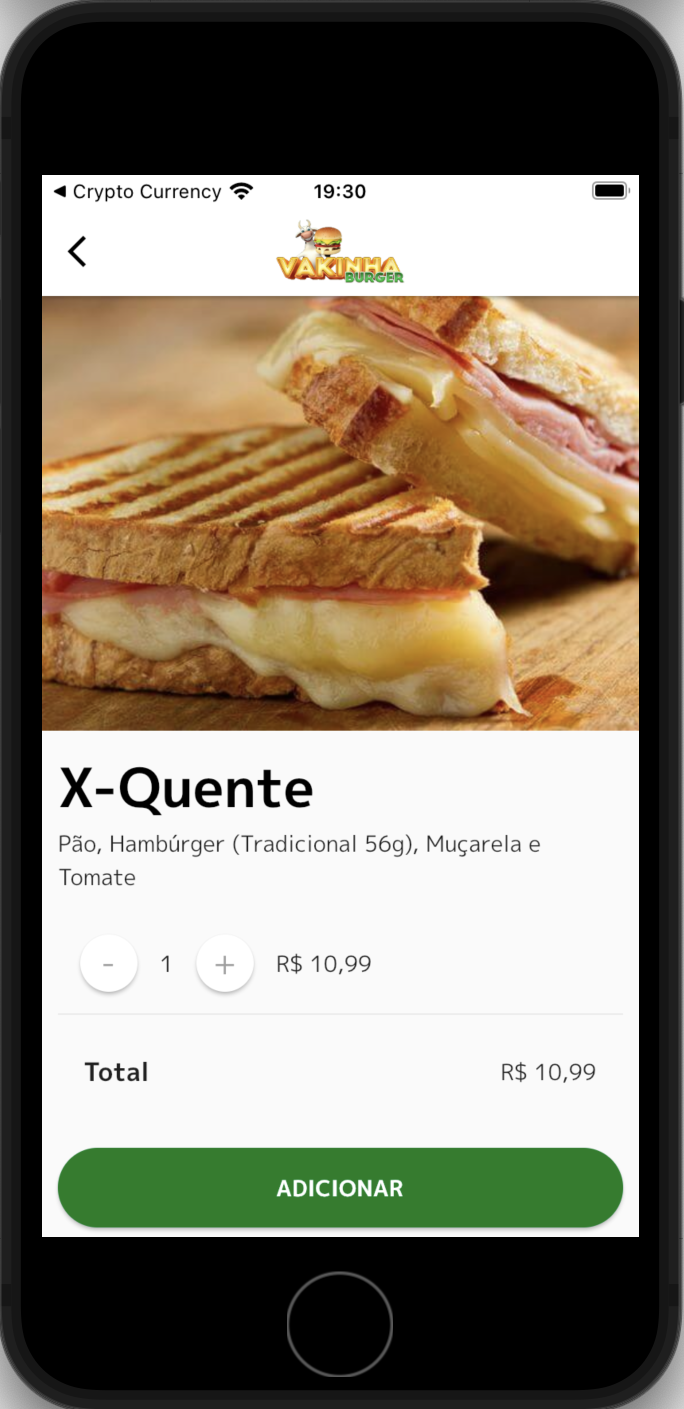 ◀ Crypto Currency 19:30
VAKINHA
BURGER
X-Quente
Pão, Hambúrger (Tradicional 56g), Muçarela e
Tomate
- 1 + R$ 10,99
Total R$ 10,99
ADICIONAR